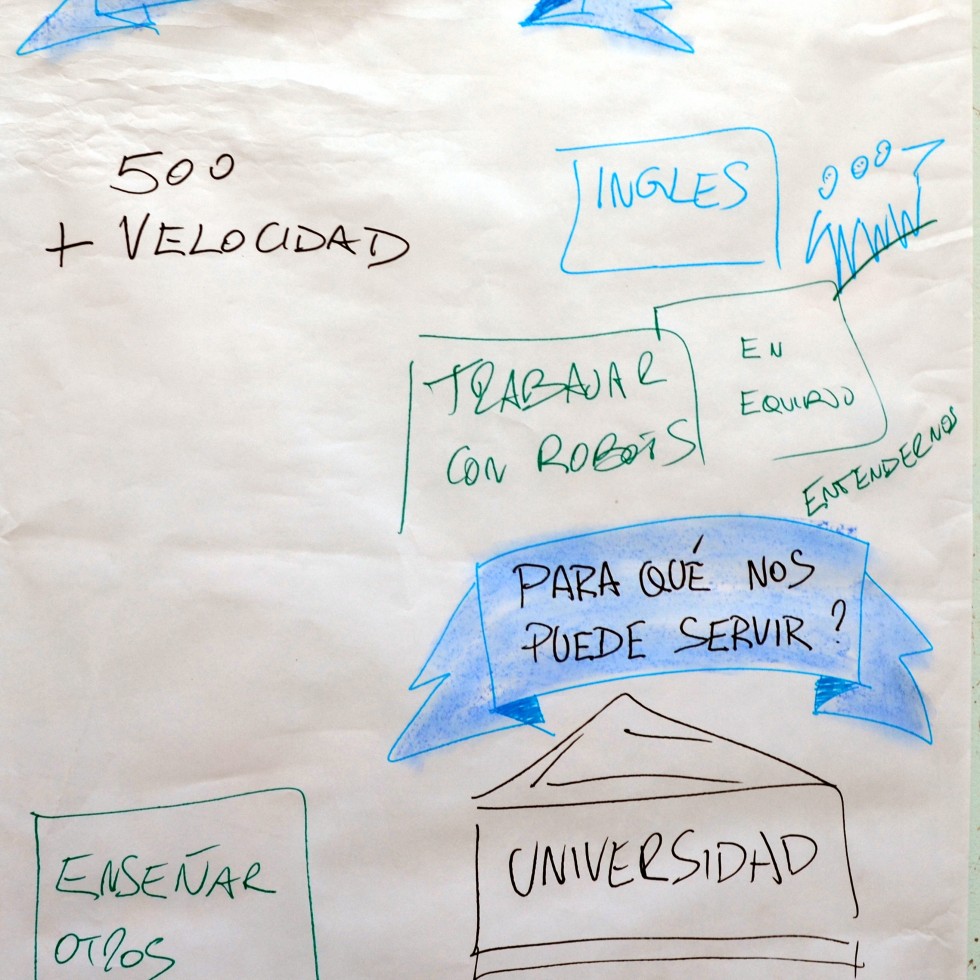 500
+ VELOCIDAD
INGLES
TRABAJAR
CON ROBOTS
EN
EQUIPO
ENTENDERNOS
PARA QUÉ NOS
PUEDE SERVIR?
UNIVERSIDAD
ENSEÑAR
OTROS